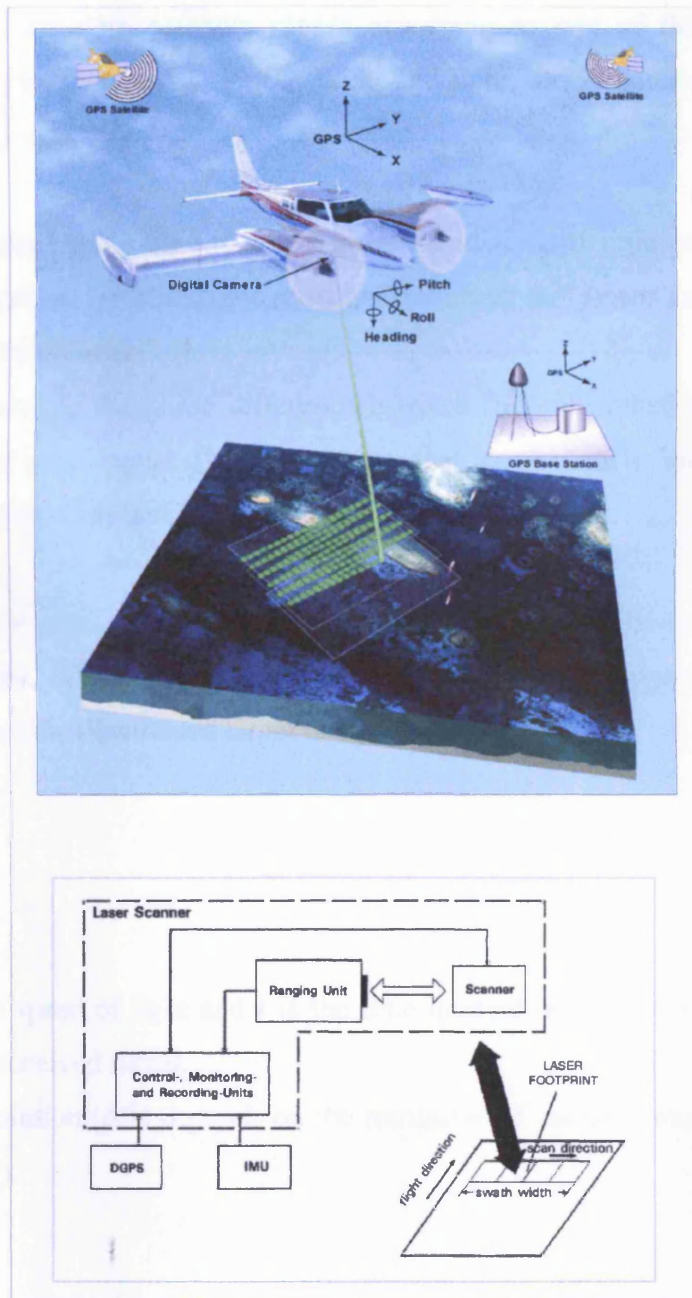 GPS Satellite
GPS Satellite
Z
Y
GPS
X
Digital Camera
Pitch
Roll
Heading
Z
Y
GPS
X
GPS Base Station
Laser Scanner
Ranging Unit
Scanner
Control-, Monitoring-
and Recording-Units
DGPS
IMU
LASER
FOOTPRINT
scan direction
flight direction
swath width